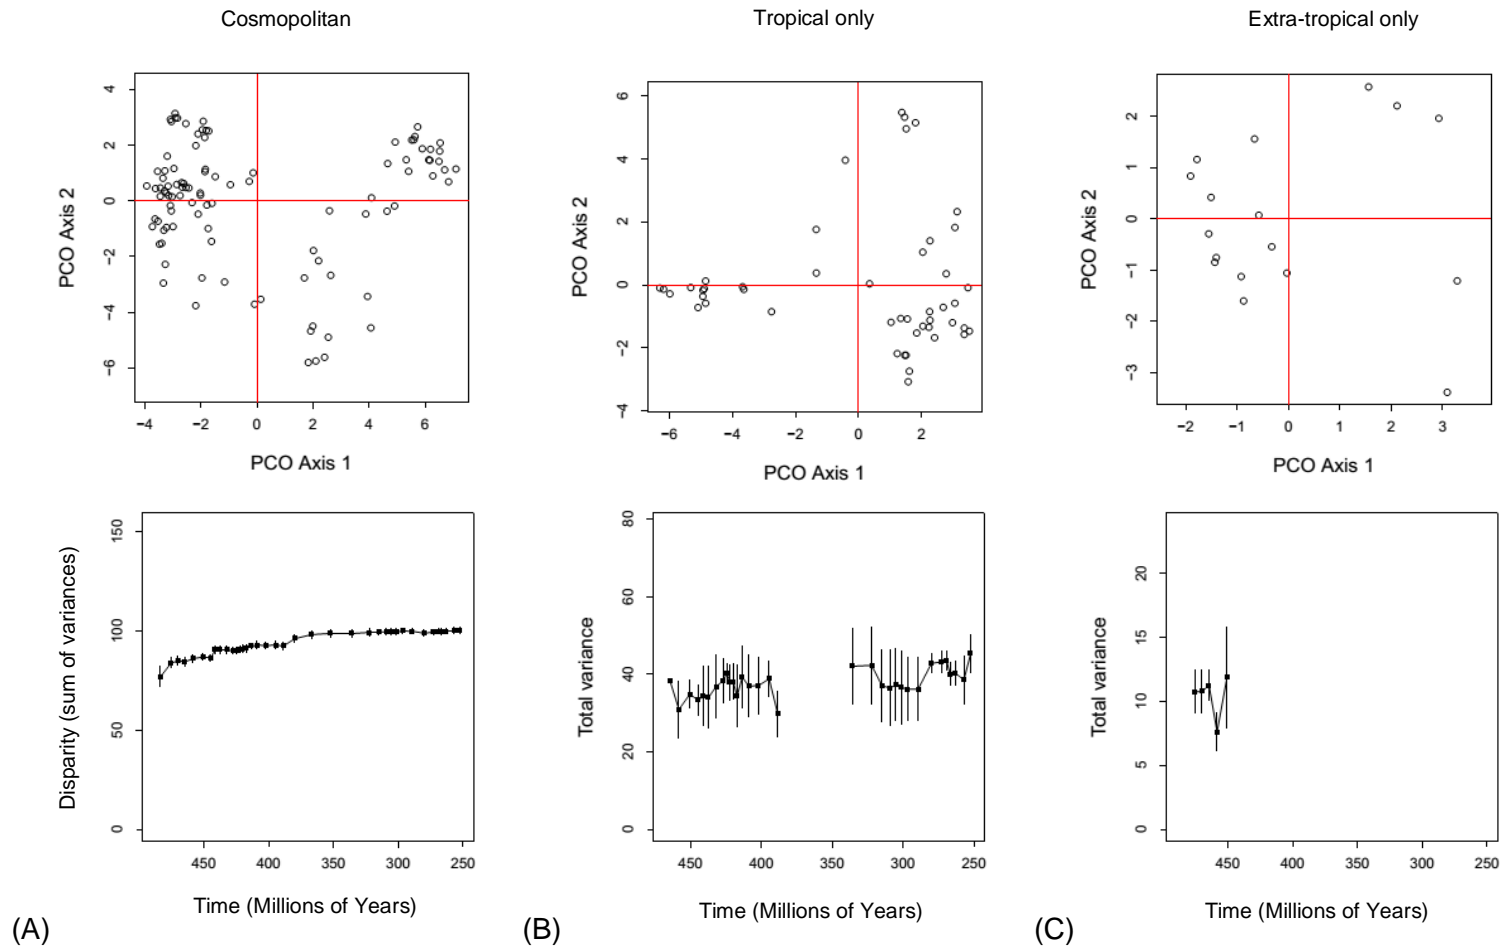 Cosmopolitan
Tropical only
Extra-tropical only
PCO Axis 2
4
2
0
−2
−4
−6
−4 −2 0 2 4 6
PCO Axis 1
PCO Axis 2
6
4
2
0
−2
−4
−6 −4 −2 0 2
PCO Axis 1
PCO Axis 2
2
1
0
−1
−2
−3
−2 −1 0 1 2 3
PCO Axis 1
Disparity (sum of variances)
150
100
50
0
450 400 350 300 250
Time (Millions of Years)
(A)
Total variance
80
60
40
20
0
450 400 350 300 250
Time (Millions of Years)
(B)
Total variance
20
15
10
5
0
450 400 350 300 250
Time (Millions of Years)
(C)